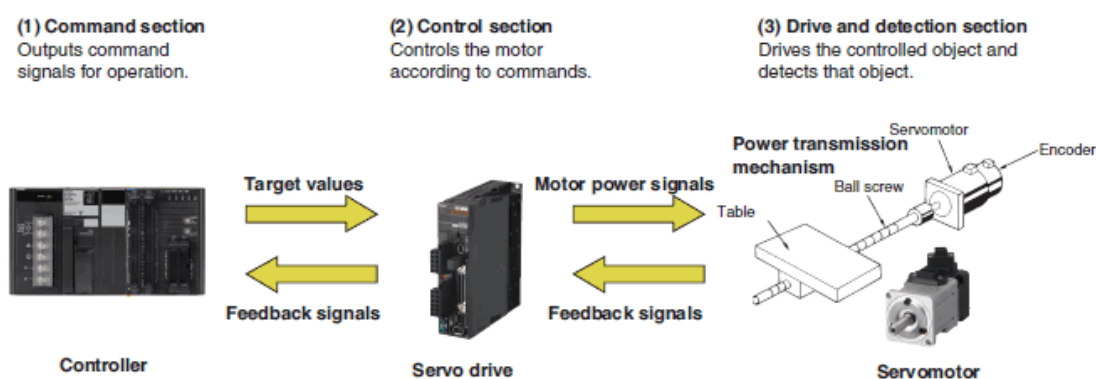 (1) Command section
Outputs command
signals for operation.
(2) Control section
Controls the motor
according to commands.
(3) Drive and detection section
Drives the controlled object and
detects that object.
Target values
Feedback signals
Motor power signals
Feedback signals
Power transmission
mechanism
Servomotor
Encoder
Ball screw
Table
Controller
Servo drive
Servomotor